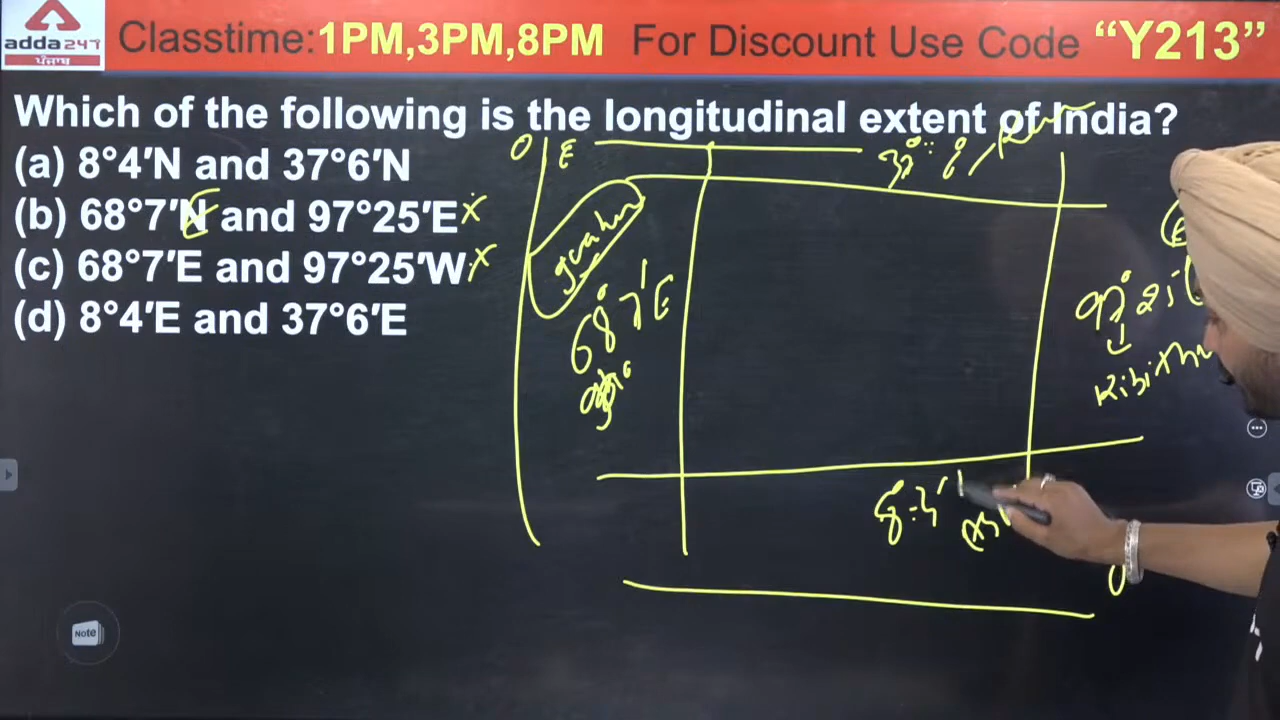 adda247
ਪੰਜਾਬ
Classtime:1PM,3PM,8PM For Discount Use Code “Y213”
Which of the following is the longitudinal extent of India?
(a) 8°4′N and 37°6′N
(b) 68°7′N and 97°25′E
(c) 68°7′E and 97°25′W
(d) 8°4′E and 37°6′E
0 E
68° 7' E
Note